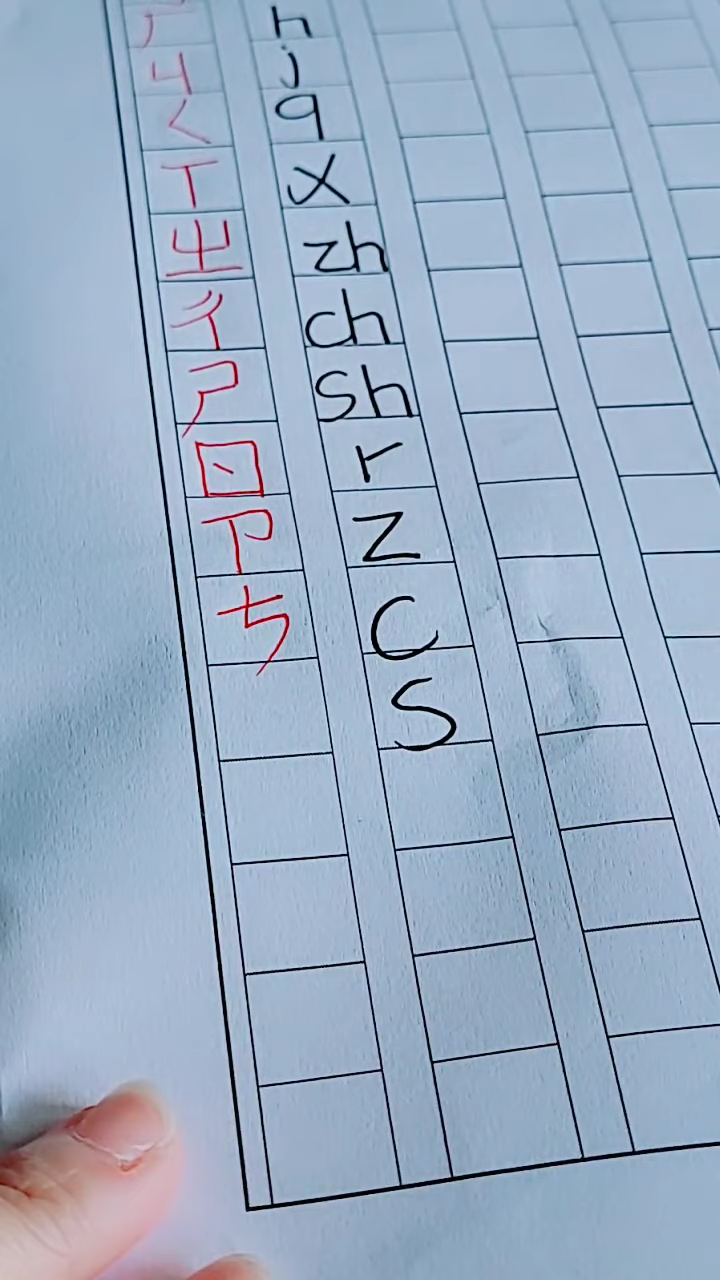 ㄏ h
ㄐ j
ㄑ q
ㄒ x
ㄓ zh
ㄔ ch
ㄕ sh
ㄖ r
ㄗ z
ㄘ c
s